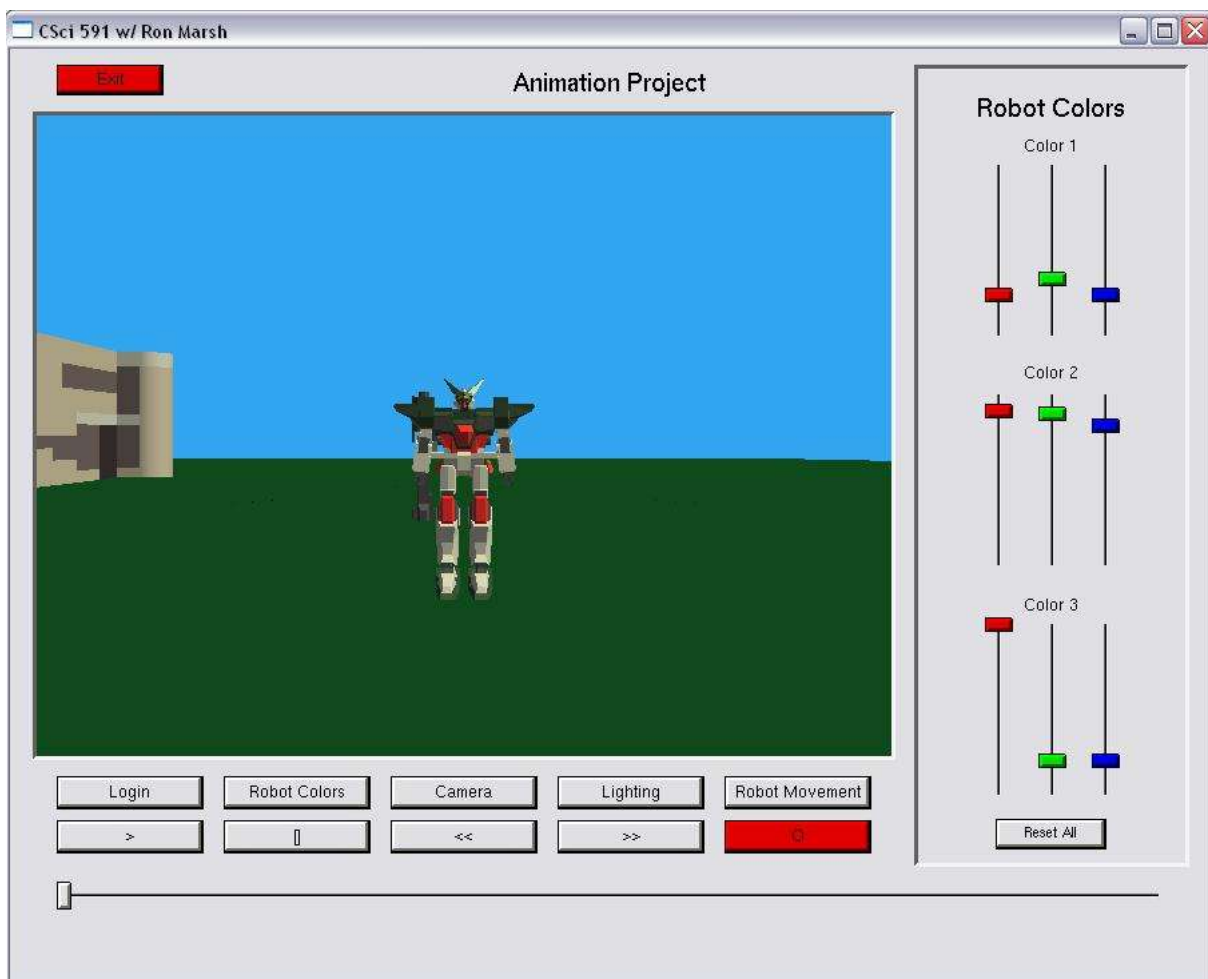 CSci 591 w/ Ron Marsh
Exit
Animation Project
Robot Colors
Color 1
Color 2
Color 3
Reset All
Login
Robot Colors
Camera
Lighting
Robot Movement
>
[]
<<
>>
O